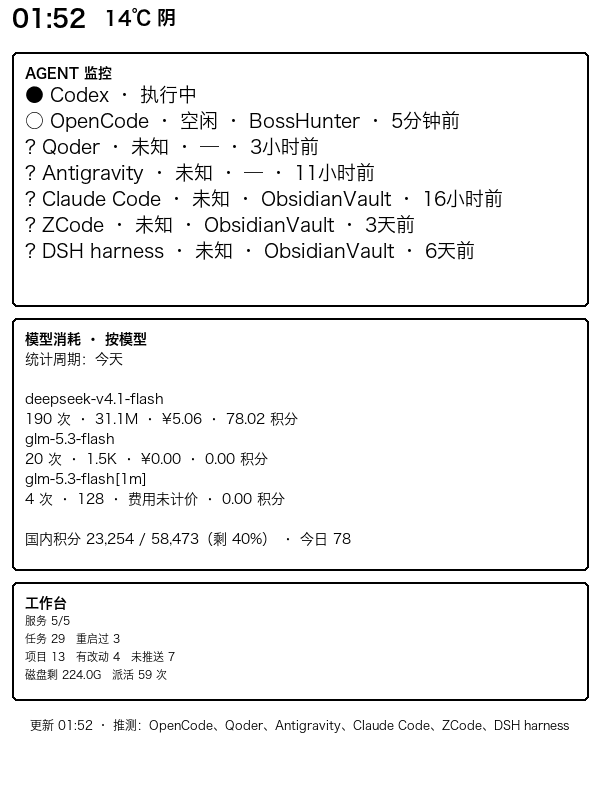 01:52 14°C 阴
AGENT 监控
● Codex · 执行中
○ OpenCode · 空闲 · BossHunter · 5分钟前
? Qoder · 未知 · — · 3小时前
? Antigravity · 未知 · — · 11小时前
? Claude Code · 未知 · ObsidianVault · 16小时前
? ZCode · 未知 · ObsidianVault · 3天前
? DSH harness · 未知 · ObsidianVault · 6天前
模型消耗 · 按模型
统计周期：今天
deepseek-v4.1-flash
190 次 · 31.1M · ¥5.06 · 78.02 积分
glm-5.3-flash
20 次 · 1.5K · ¥0.00 · 0.00 积分
glm-5.3-flash[1m]
4 次 · 128 · 费用未计价 · 0.00 积分
国内积分 23,254 / 58,473（剩 40%） · 今日 78
工作台
服务 5/5
任务 29 重启过 3
项目 13 有改动 4 未推送 7
磁盘剩 224.0G 派活 59 次
更新 01:52 · 推测：OpenCode、Qoder、Antigravity、Claude Code、ZCode、DSH harness